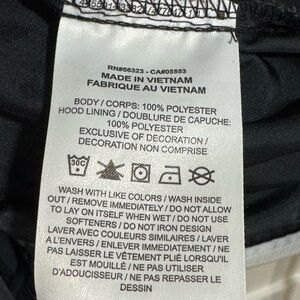 RN#56323 - CA#05553
MADE IN VIETNAM
FABRIQUE AU VIETNAM
BODY / CORPS: 100% POLYESTER
HOOD LINING / DOUBLURE DE CAPUCHE:
100% POLYESTER
EXCLUSIVE OF DECORATION /
DECORATION NON COMPRISE
30°
WASH WITH LIKE COLORS / WASH INSIDE
OUT / REMOVE IMMEDIATELY / DO NOT ALLOW
TO LAY ON ITSELF WHEN WET / DO NOT USE
SOFTENERS / DO NOT IRON DESIGN
LAVER AVEC COULEURS SIMILAIRES / LAVER
A L'ENVERS / ENLEVER IMMEDIATEMENT / NE
PAS LAISSER LE VÊTEMENT PLIÉ LORSQU'IL
EST MOUILLÉ / NE PAS UTILISER
D'ADOUCISSEUR / NE PAS REPASSER LE
DESSIN